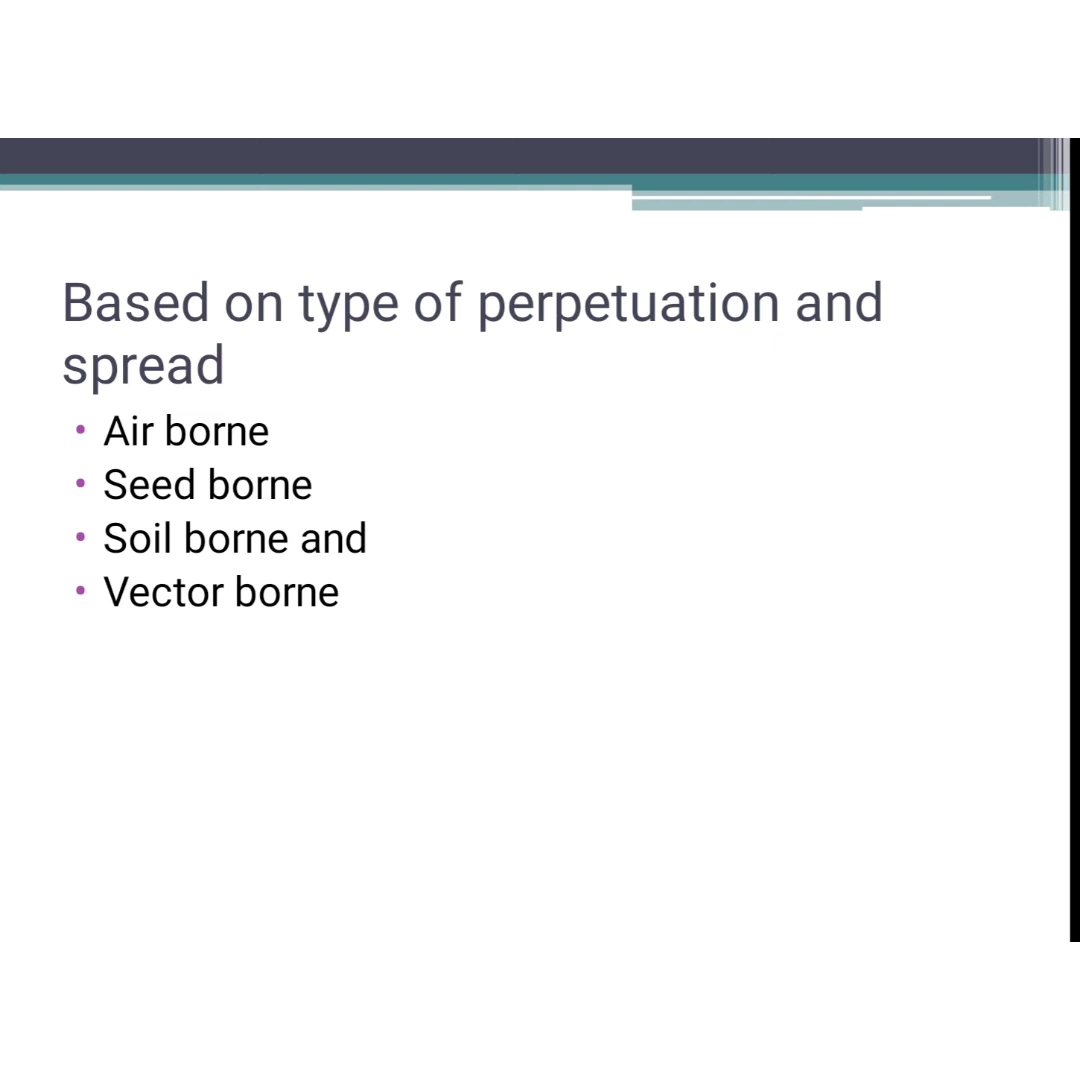 Based on type of perpetuation and
spread
• Air borne
• Seed borne
• Soil borne and
• Vector borne